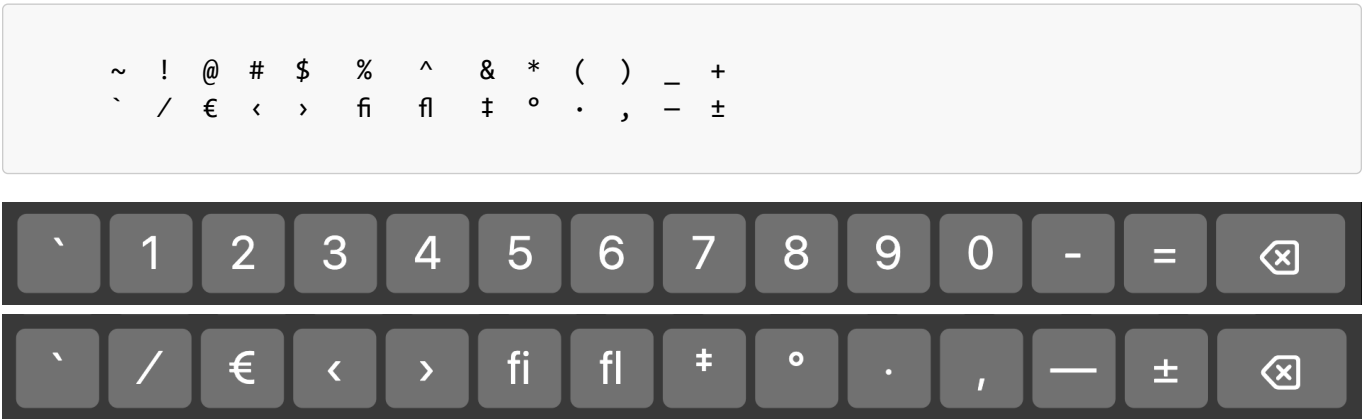 ~ ! @ # $ % ^ & * ( ) _ +
` ⁄ € ‹ › ﬁ ﬂ ‡ ° · ‚ — ±
` 1 2 3 4 5 6 7 8 9 0 - =
` ⁄ € ‹ › ﬁ ﬂ ‡ ° · ‚ — ±